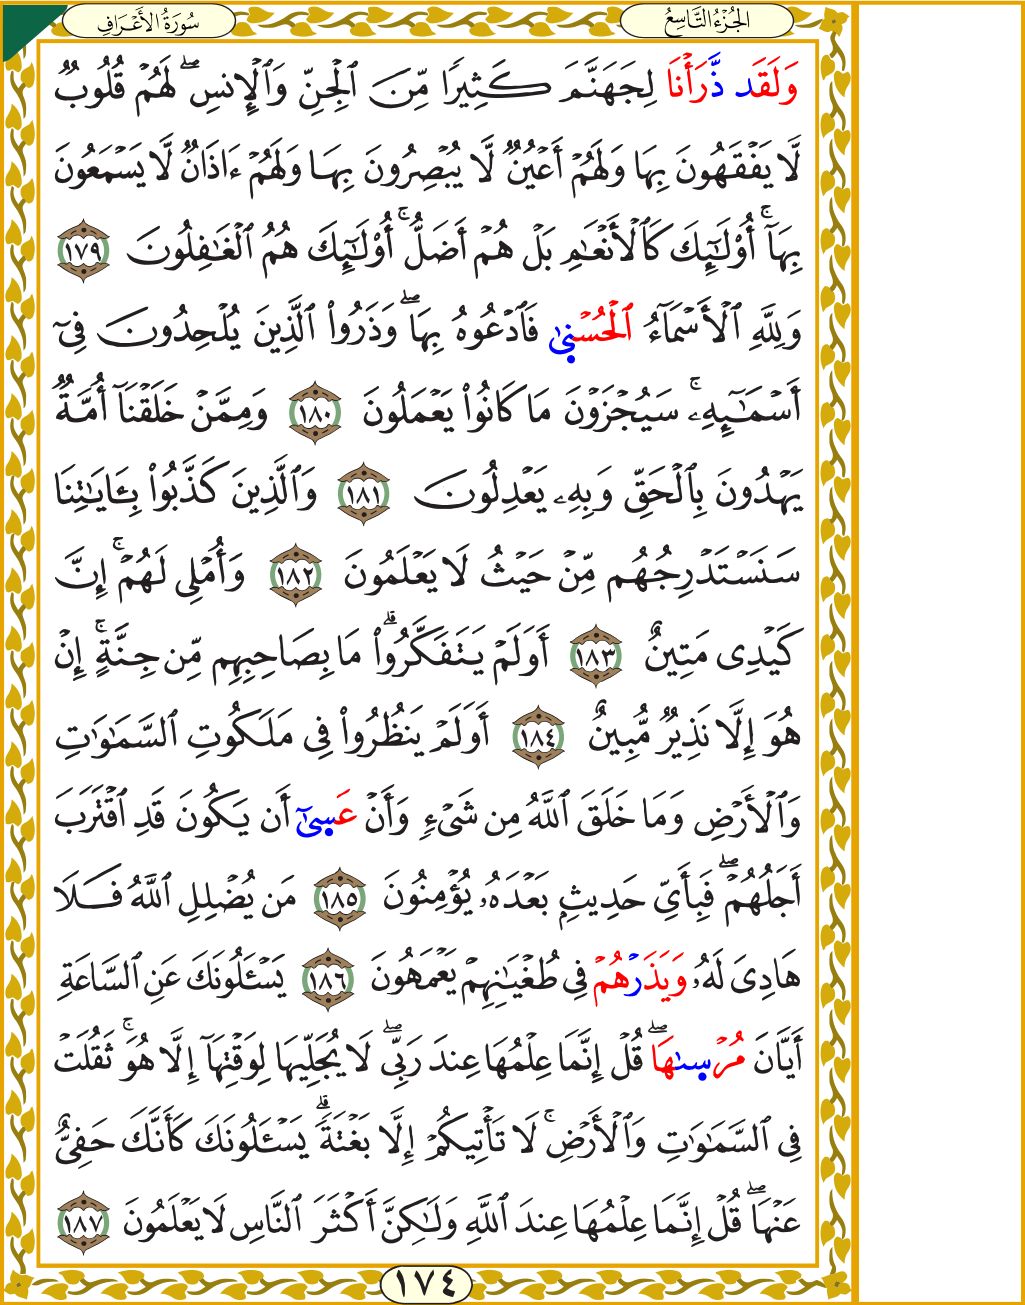 سُورَةُ الأَعْرَافِ الجُزْءُ التَّاسِعُ
وَلَقَد ذَّرَأْنَا لِجَهَنَّمَ كَثِيرًا مِّنَ ٱلْجِنِّ وَٱلْإِنسِ ۖ لَهُمْ قُلُوبٌ
لَّا يَفْقَهُونَ بِهَا وَلَهُمْ أَعْيُنٌ لَّا يُبْصِرُونَ بِهَا وَلَهُمْ ءَاذَانٌ لَّا يَسْمَعُونَ
بِهَآ ۚ أُوْلَـٰٓئِكَ كَٱلْأَنْعَـٰمِ بَلْ هُمْ أَضَلُّ ۚ أُوْلَـٰٓئِكَ هُمُ ٱلْغَـٰفِلُونَ ١٧٩
وَلِلَّهِ ٱلْأَسْمَآءُ ٱلْحُسْنىٰ فَٱدْعُوهُ بِهَا ۖ وَذَرُواْ ٱلَّذِينَ يُلْحِدُونَ فِىٓ
أَسْمَـٰٓئِهِۦ ۚ سَيُجْزَوْنَ مَا كَانُواْ يَعْمَلُونَ ١٨٠ وَمِمَّنْ خَلَقْنَآ أُمَّةٌ
يَهْدُونَ بِٱلْحَقِّ وَبِهِۦ يَعْدِلُونَ ١٨١ وَٱلَّذِينَ كَذَّبُواْ بِـَٔايَـٰتِنَا
سَنَسْتَدْرِجُهُم مِّنْ حَيْثُ لَا يَعْلَمُونَ ١٨٢ وَأُمْلِى لَهُمْ ۚ إِنَّ
كَيْدِى مَتِينٌ ١٨٣ أَوَلَمْ يَتَفَكَّرُواْ ۗ مَا بِصَاحِبِهِم مِّن جِنَّةٍ ۚ إِنْ
هُوَ إِلَّا نَذِيرٌ مُّبِينٌ ١٨٤ أَوَلَمْ يَنظُرُواْ فِى مَلَكُوتِ ٱلسَّمَـٰوَٰتِ
وَٱلْأَرْضِ وَمَا خَلَقَ ٱللَّهُ مِن شَىْءٍ وَأَنْ عَسىٰٓ أَن يَكُونَ قَدِ ٱقْتَرَبَ
أَجَلُهُمْ ۖ فَبِأَىِّ حَدِيثٍ بَعْدَهُۥ يُؤْمِنُونَ ١٨٥ مَن يُضْلِلِ ٱللَّهُ فَلَا
هَادِىَ لَهُۥ وَيَذَرْهُمْ فِى طُغْيَـٰنِهِمْ يَعْمَهُونَ ١٨٦ يَسْـَٔلُونَكَ عَنِ ٱلسَّاعَةِ
أَيَّانَ مُرْسىٰهَا ۖ قُلْ إِنَّمَا عِلْمُهَا عِندَ رَبِّى ۖ لَا يُجَلِّيهَا لِوَقْتِهَآ إِلَّا هُوَ ۚ ثَقُلَتْ
فِى ٱلسَّمَـٰوَٰتِ وَٱلْأَرْضِ ۚ لَا تَأْتِيكُمْ إِلَّا بَغْتَةً ۗ يَسْـَٔلُونَكَ كَأَنَّكَ حَفِىٌّ
عَنْهَا ۖ قُلْ إِنَّمَا عِلْمُهَا عِندَ ٱللَّهِ وَلَـٰكِنَّ أَكْثَرَ ٱلنَّاسِ لَا يَعْلَمُونَ ١٨٧
١٧٤